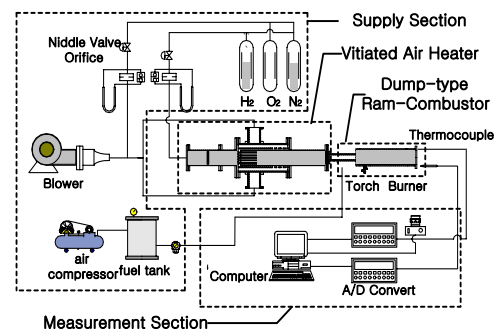 Supply Section
Niddle Valve
Orifice
Vitiated Air Heater
H2 O2 N2
Dump-type
Ram-Combustor
Thermocouple
Blower
Torch Burner
air
compressor
fuel tank
Computer
A/D Convert
Measurement Section